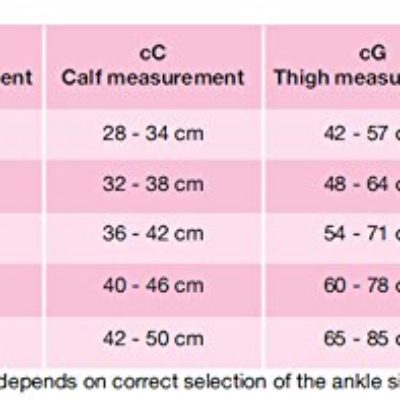 cC cG
ent Calf measurement Thigh measu
28 - 34 cm 42 - 57 c
32 - 38 cm 48 - 64 c
36 - 42 cm 54 - 71 c
40 - 46 cm 60 - 78 c
42 - 50 cm 65 - 85 c
depends on correct selection of the ankle si